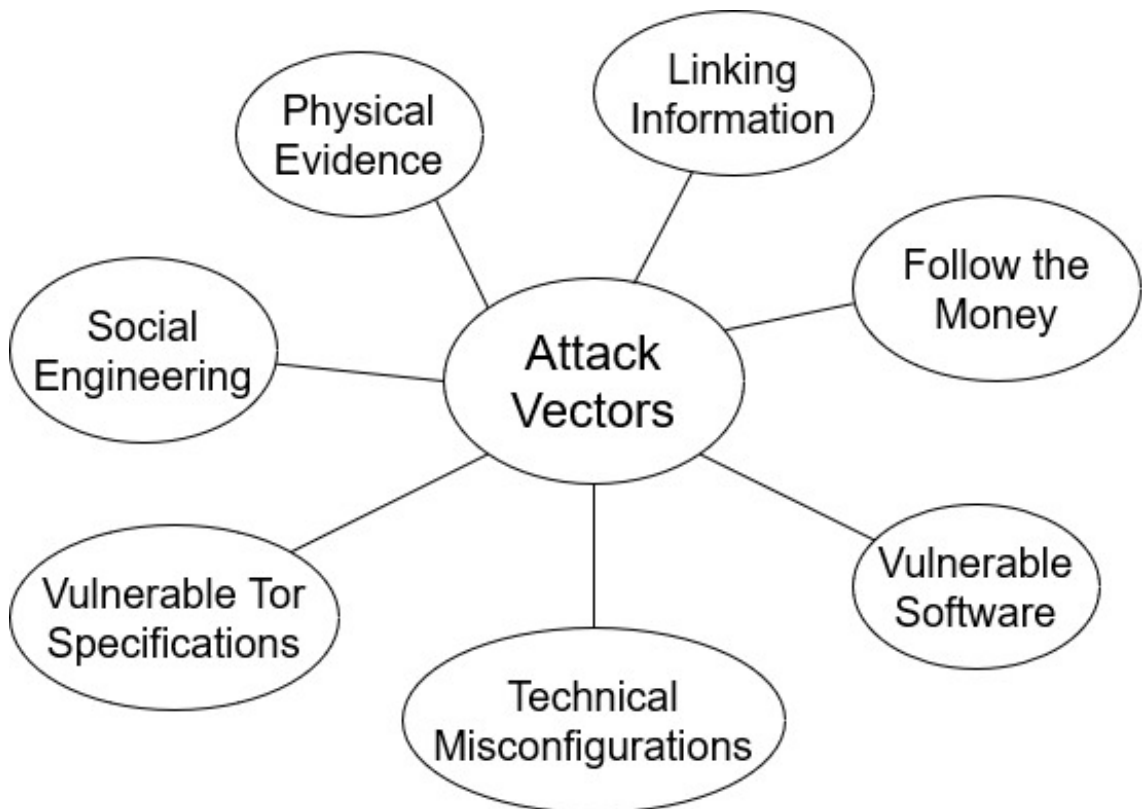 Linking
Information
Physical
Evidence
Follow the
Money
Social
Engineering
Attack
Vectors
Vulnerable
Software
Vulnerable Tor
Specifications
Technical
Misconfigurations